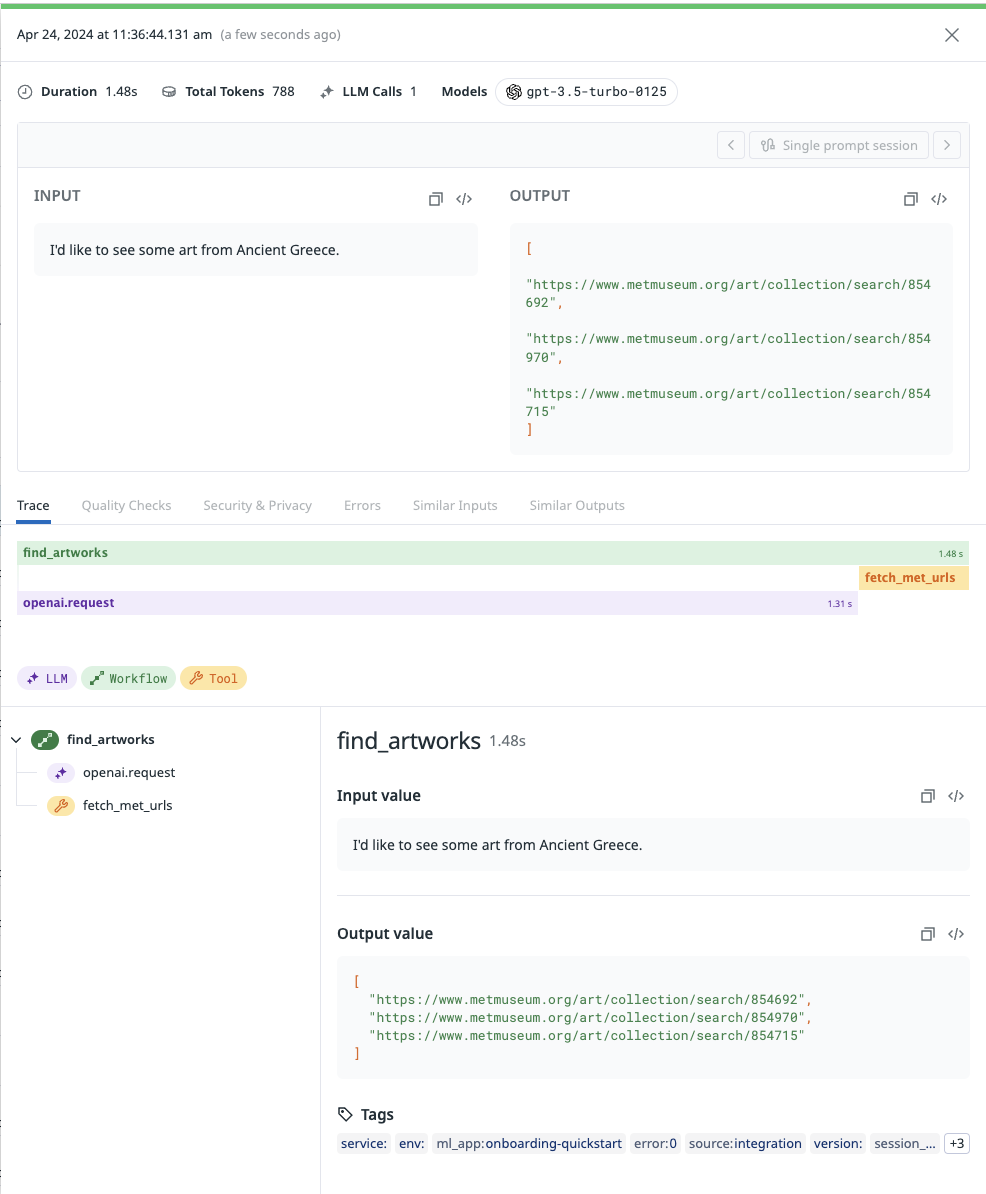 Apr 24, 2024 at 11:36:44.131 am (a few seconds ago)
Duration 1.48s Total Tokens 788 LLM Calls 1 Models gpt-3.5-turbo-0125
Single prompt session
INPUT
I'd like to see some art from Ancient Greece.
OUTPUT
[
"https://www.metmuseum.org/art/collection/search/854
692",
"https://www.metmuseum.org/art/collection/search/854
970",
"https://www.metmuseum.org/art/collection/search/854
715"
]
Trace Quality Checks Security & Privacy Errors Similar Inputs Similar Outputs
find_artworks 1.48 s
fetch_met_urls
openai.request 1.31 s
LLM Workflow Tool
find_artworks
openai.request
fetch_met_urls
find_artworks 1.48s
Input value
I'd like to see some art from Ancient Greece.
Output value
[
"https://www.metmuseum.org/art/collection/search/854692",
"https://www.metmuseum.org/art/collection/search/854970",
"https://www.metmuseum.org/art/collection/search/854715"
]
Tags
service: env: ml_app:onboarding-quickstart error:0 source:integration version: session_... +3